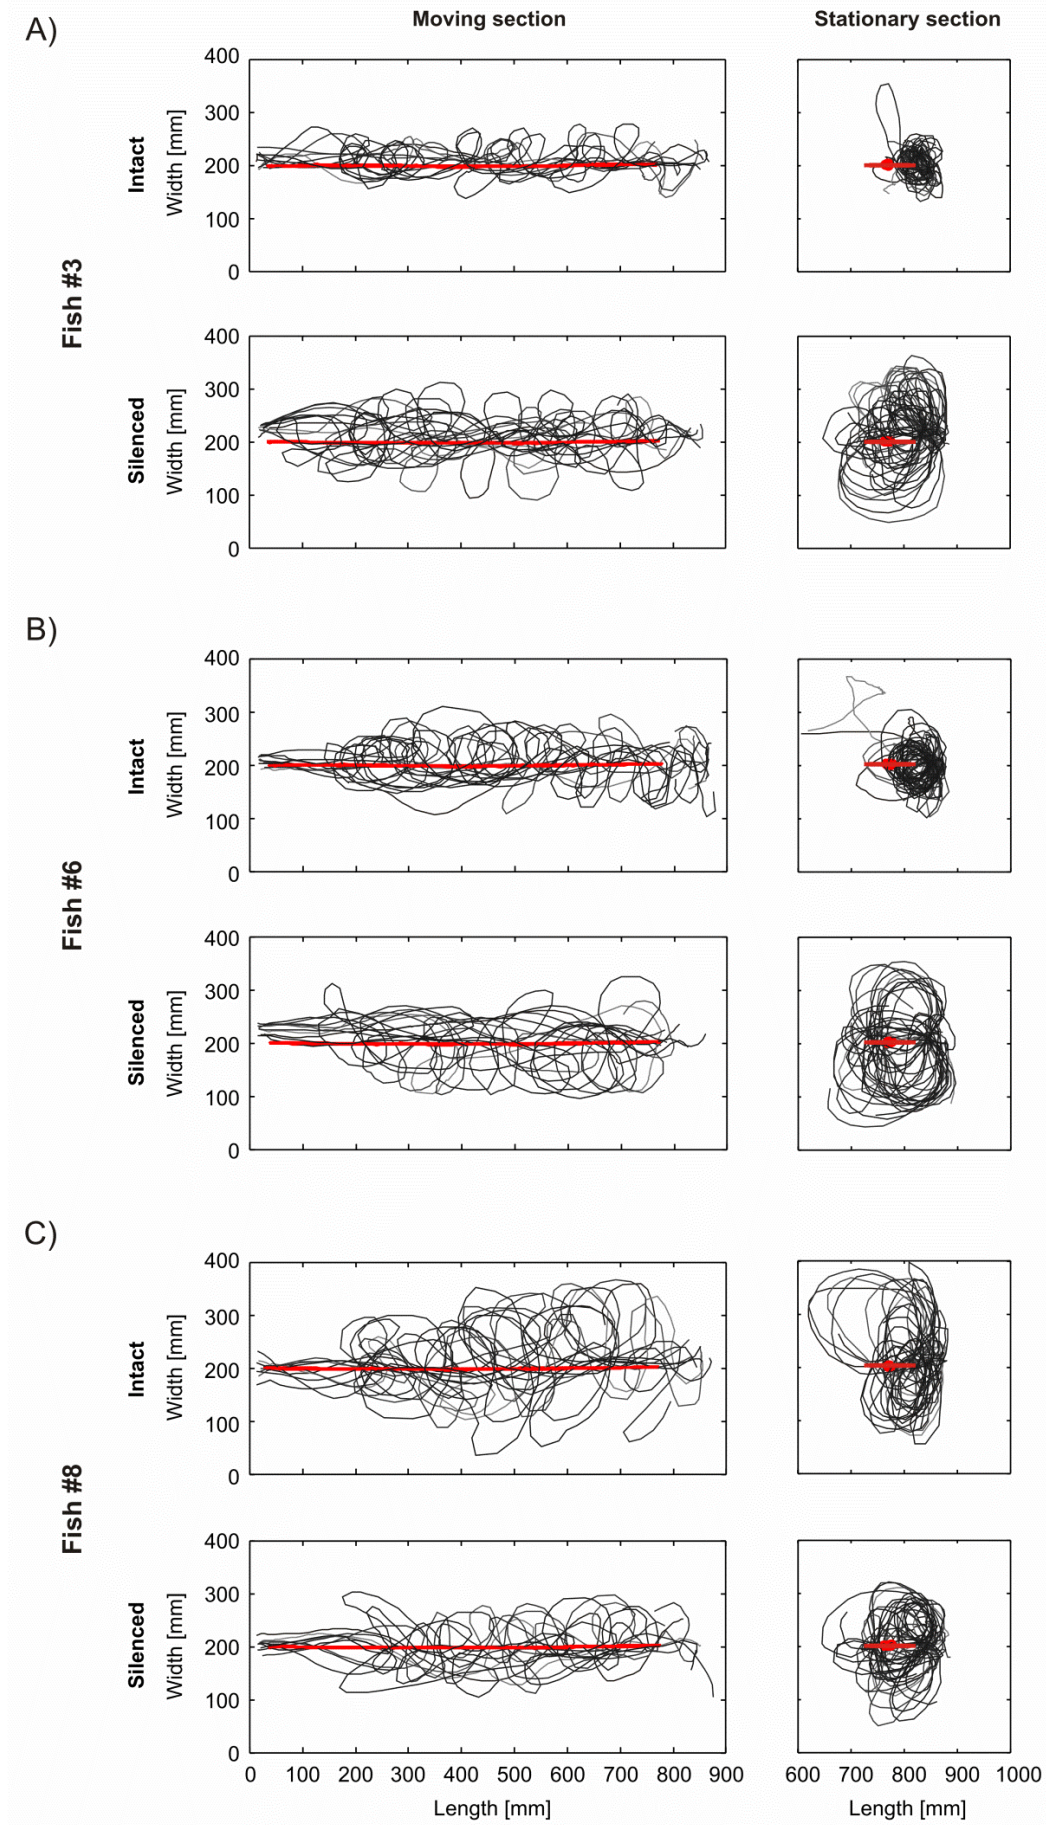 A)
Moving section
Stationary section
Fish #3
Intact
Width [mm]
400
300
200
100
0
Silenced
Width [mm]
400
300
200
100
0
B)
Fish #6
Intact
Width [mm]
400
300
200
100
0
Silenced
Width [mm]
400
300
200
100
0
C)
Fish #8
Intact
Width [mm]
400
300
200
100
0
Silenced
Width [mm]
400
300
200
100
0
0 100 200 300 400 500 600 700 800 900
600 700 800 900 1000
Length [mm]
Length [mm]